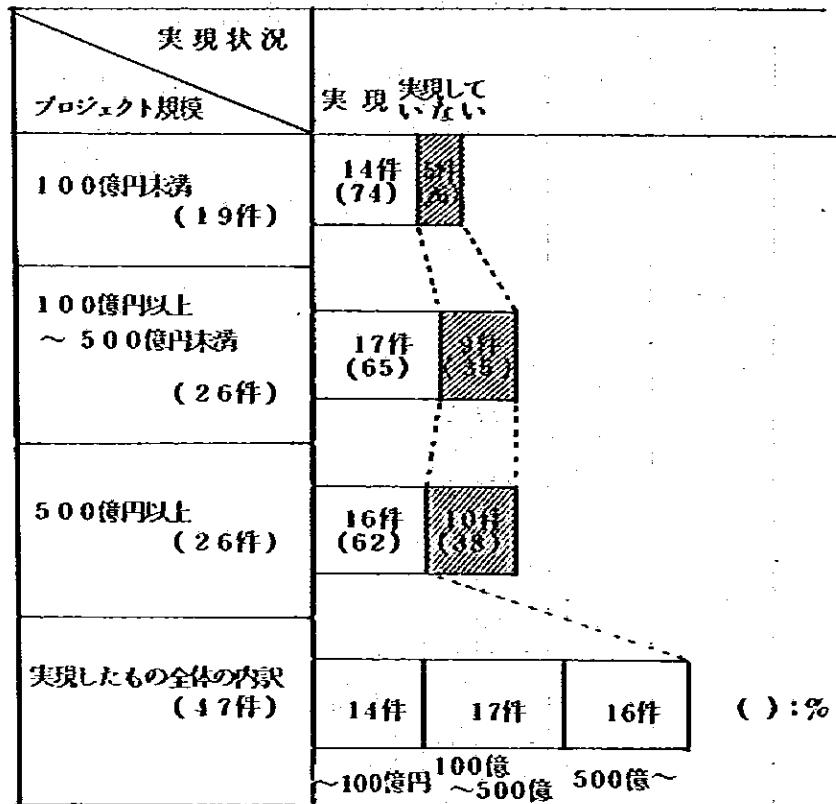 実現状況
プロジェクト規模
実現 実現して
いない
100億円未満
(19件)
14件 5件
(74) (26)
100億円以上
～500億円未満
(26件)
17件 9件
(65) (35)
500億円以上
(26件)
16件 10件
(62) (38)
実現したもの全体の内訳
(47件)
14件 17件 16件 ( ):%
～100億円 100億
～500億 500億～